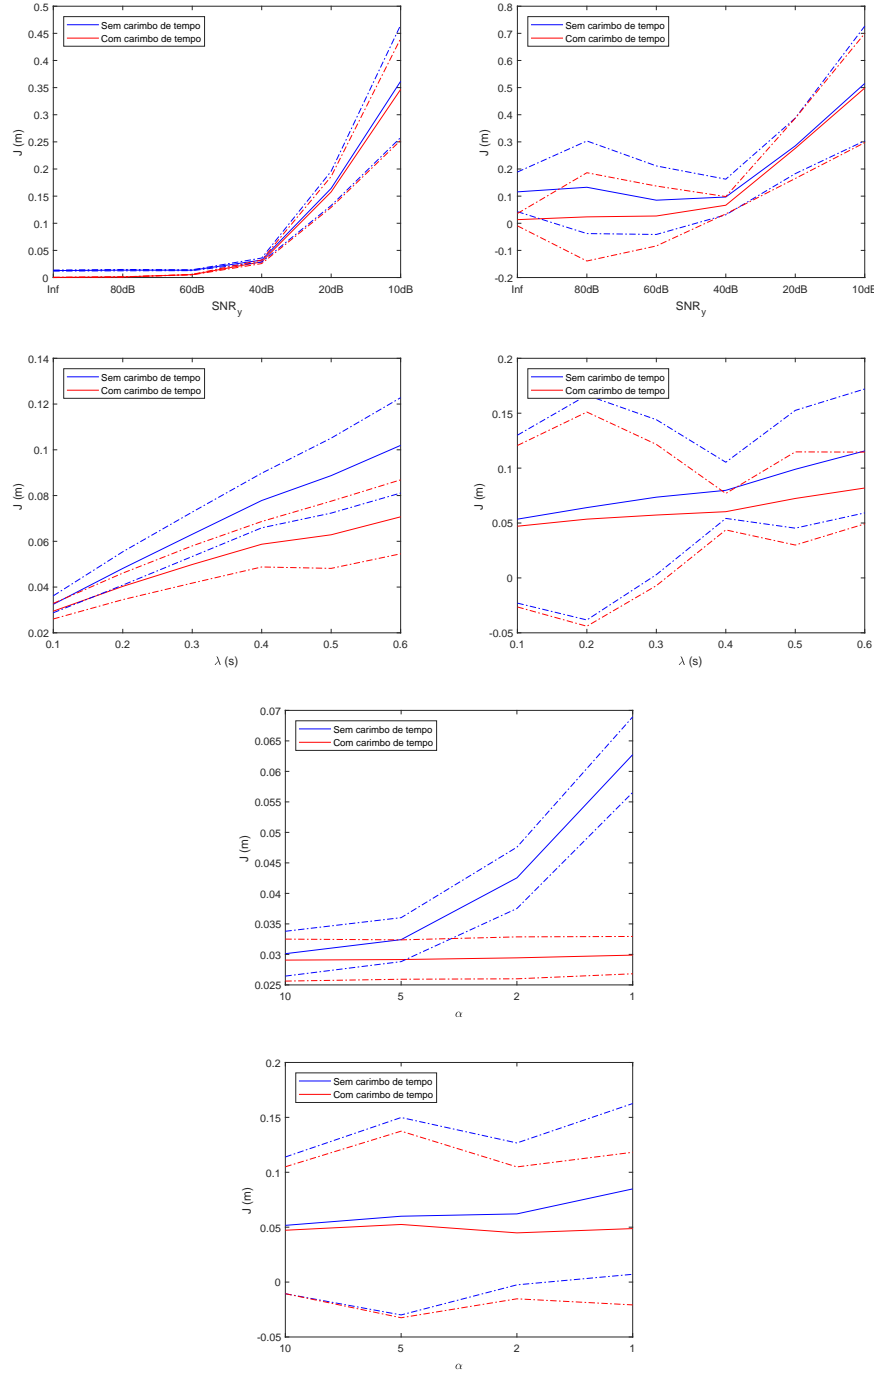 0.5
0.45
0.4
0.35
0.3
0.25
0.2
0.15
0.1
0.05
0
J (m)
Sem carimbo de tempo
Com carimbo de tempo
Inf 80dB 60dB 40dB 20dB 10dB
SNR_y
0.8
0.7
0.6
0.5
0.4
0.3
0.2
0.1
0
-0.1
-0.2
J (m)
Sem carimbo de tempo
Com carimbo de tempo
Inf 80dB 60dB 40dB 20dB 10dB
SNR_y
0.14
0.12
0.1
0.08
0.06
0.04
0.02
J (m)
Sem carimbo de tempo
Com carimbo de tempo
0.1 0.2 0.3 0.4 0.5 0.6
λ (s)
0.2
0.15
0.1
0.05
0
-0.05
J (m)
Sem carimbo de tempo
Com carimbo de tempo
0.1 0.2 0.3 0.4 0.5 0.6
λ (s)
0.07
0.065
0.06
0.055
0.05
0.045
0.04
0.035
0.03
0.025
J (m)
Sem carimbo de tempo
Com carimbo de tempo
10 5 2 1
α
0.2
0.15
0.1
0.05
0
-0.05
J (m)
Sem carimbo de tempo
Com carimbo de tempo
10 5 2 1
α